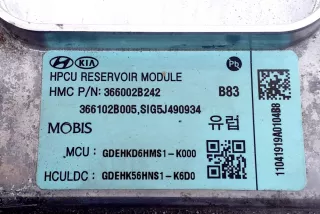 HYUNDAI KIA Pb
HPCU RESERVOIR MODULE
HMC P/N: 366002B242 B83
366102B005,SIG5J490934
MOBIS 유럽
MCU : GDEHKD6HMS1-K000
HCULDC: GDEHK56HNS1-K6D0
11041919A0104B8